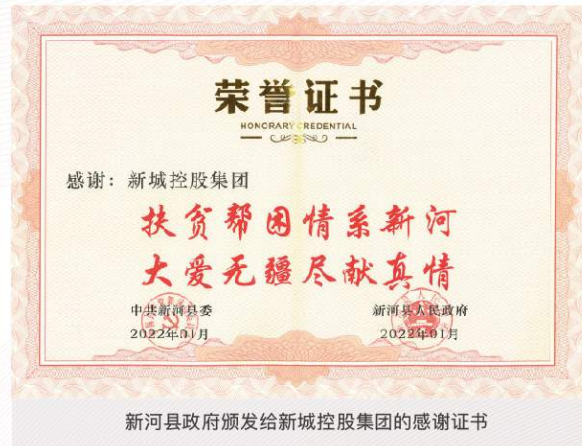 荣誉证书
HONORARY CREDENTIAL
感谢：新城控股集团
扶贫帮困情系新河
大爱无疆尽献真情
中共新河县委 新河县人民政府
2022年01月 2022年01月
新河县政府颁发给新城控股集团的感谢证书